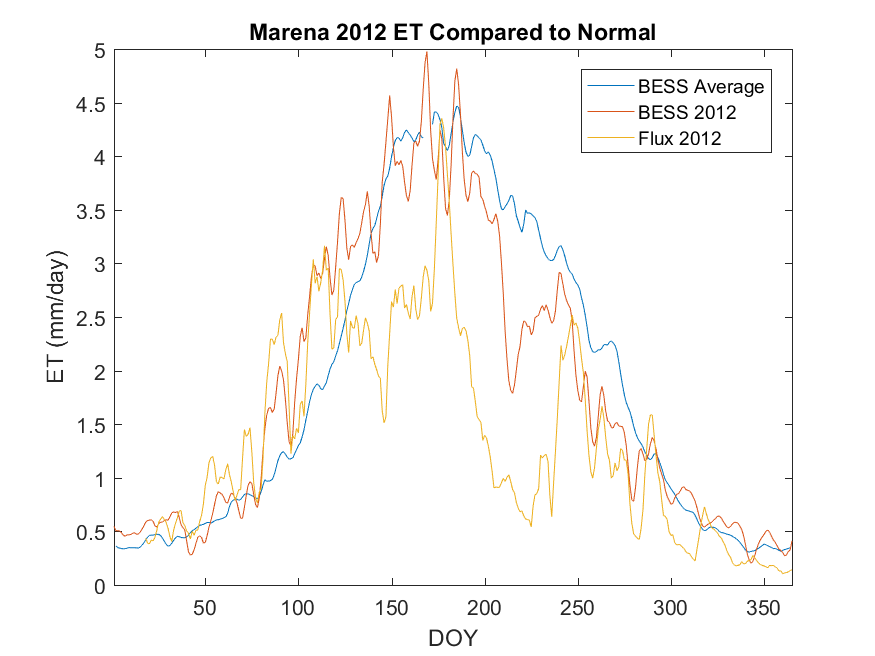 Marena 2012 ET Compared to Normal
BESS Average
BESS 2012
Flux 2012
ET (mm/day)
5
4.5
4
3.5
3
2.5
2
1.5
1
0.5
0
50 100 150 200 250 300 350
DOY